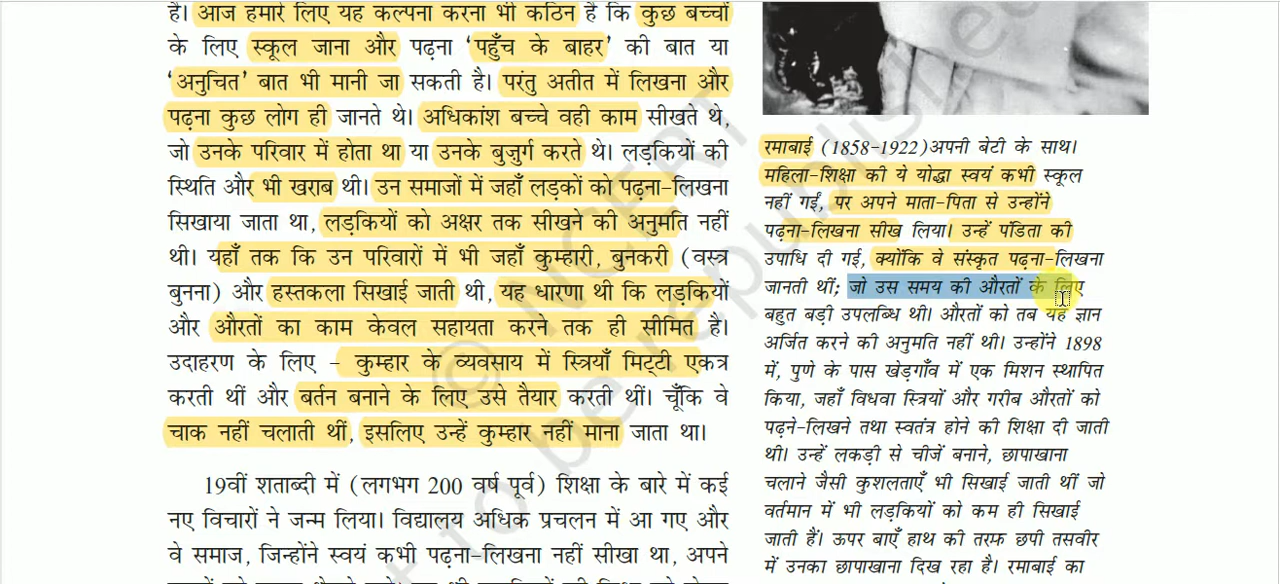 है। आज हमारे लिए यह कल्पना करना भी कठिन है कि कुछ बच्चों
के लिए स्कूल जाना और पढ़ना ‘पहुँच के बाहर’ की बात या
‘अनुचित’ बात भी मानी जा सकती है। परंतु अतीत में लिखना और
पढ़ना कुछ लोग ही जानते थे। अधिकांश बच्चे वही काम सीखते थे,
जो उनके परिवार में होता था या उनके बुज़ुर्ग करते थे। लड़कियों की
स्थिति और भी खराब थी। उन समाजों में जहाँ लड़कों को पढ़ना-लिखना
सिखाया जाता था, लड़कियों को अक्षर तक सीखने की अनुमति नहीं
थी। यहाँ तक कि उन परिवारों में भी जहाँ कुम्हारी, बुनकरी (वस्त्र
बुनना) और हस्तकला सिखाई जाती थी, यह धारणा थी कि लड़कियों
और औरतों का काम केवल सहायता करने तक ही सीमित है।
उदाहरण के लिए – कुम्हार के व्यवसाय में स्त्रियाँ मिट्टी एकत्र
करती थीं और बर्तन बनाने के लिए उसे तैयार करती थीं। चूँकि वे
चाक नहीं चलाती थीं, इसलिए उन्हें कुम्हार नहीं माना जाता था।
19वीं शताब्दी में (लगभग 200 वर्ष पूर्व) शिक्षा के बारे में कई
नए विचारों ने जन्म लिया। विद्यालय अधिक प्रचलन में आ गए और
वे समाज, जिन्होंने स्वयं कभी पढ़ना-लिखना नहीं सीखा था, अपने
रमाबाई (1858-1922)अपनी बेटी के साथ।
महिला-शिक्षा की ये योद्धा स्वयं कभी स्कूल
नहीं गईं, पर अपने माता-पिता से उन्होंने
पढ़ना-लिखना सीख लिया। उन्हें पंडिता की
उपाधि दी गई, क्योंकि वे संस्कृत पढ़ना-लिखना
जानती थीं; जो उस समय की औरतों के लिए
बहुत बड़ी उपलब्धि थी। औरतों को तब यह ज्ञान
अर्जित करने की अनुमति नहीं थी। उन्होंने 1898
में, पुणे के पास खेड़गाँव में एक मिशन स्थापित
किया, जहाँ विधवा स्त्रियों और गरीब औरतों को
पढ़ने-लिखने तथा स्वतंत्र होने की शिक्षा दी जाती
थी। उन्हें लकड़ी से चीजें बनाने, छापाखाना
चलाने जैसी कुशलताएँ भी सिखाई जाती थीं जो
वर्तमान में भी लड़कियों को कम ही सिखाई
जाती हैं। ऊपर बाएँ हाथ की तरफ छपी तसवीर
में उनका छापाखाना दिख रहा है। रमाबाई का
© NCERT
to be republished